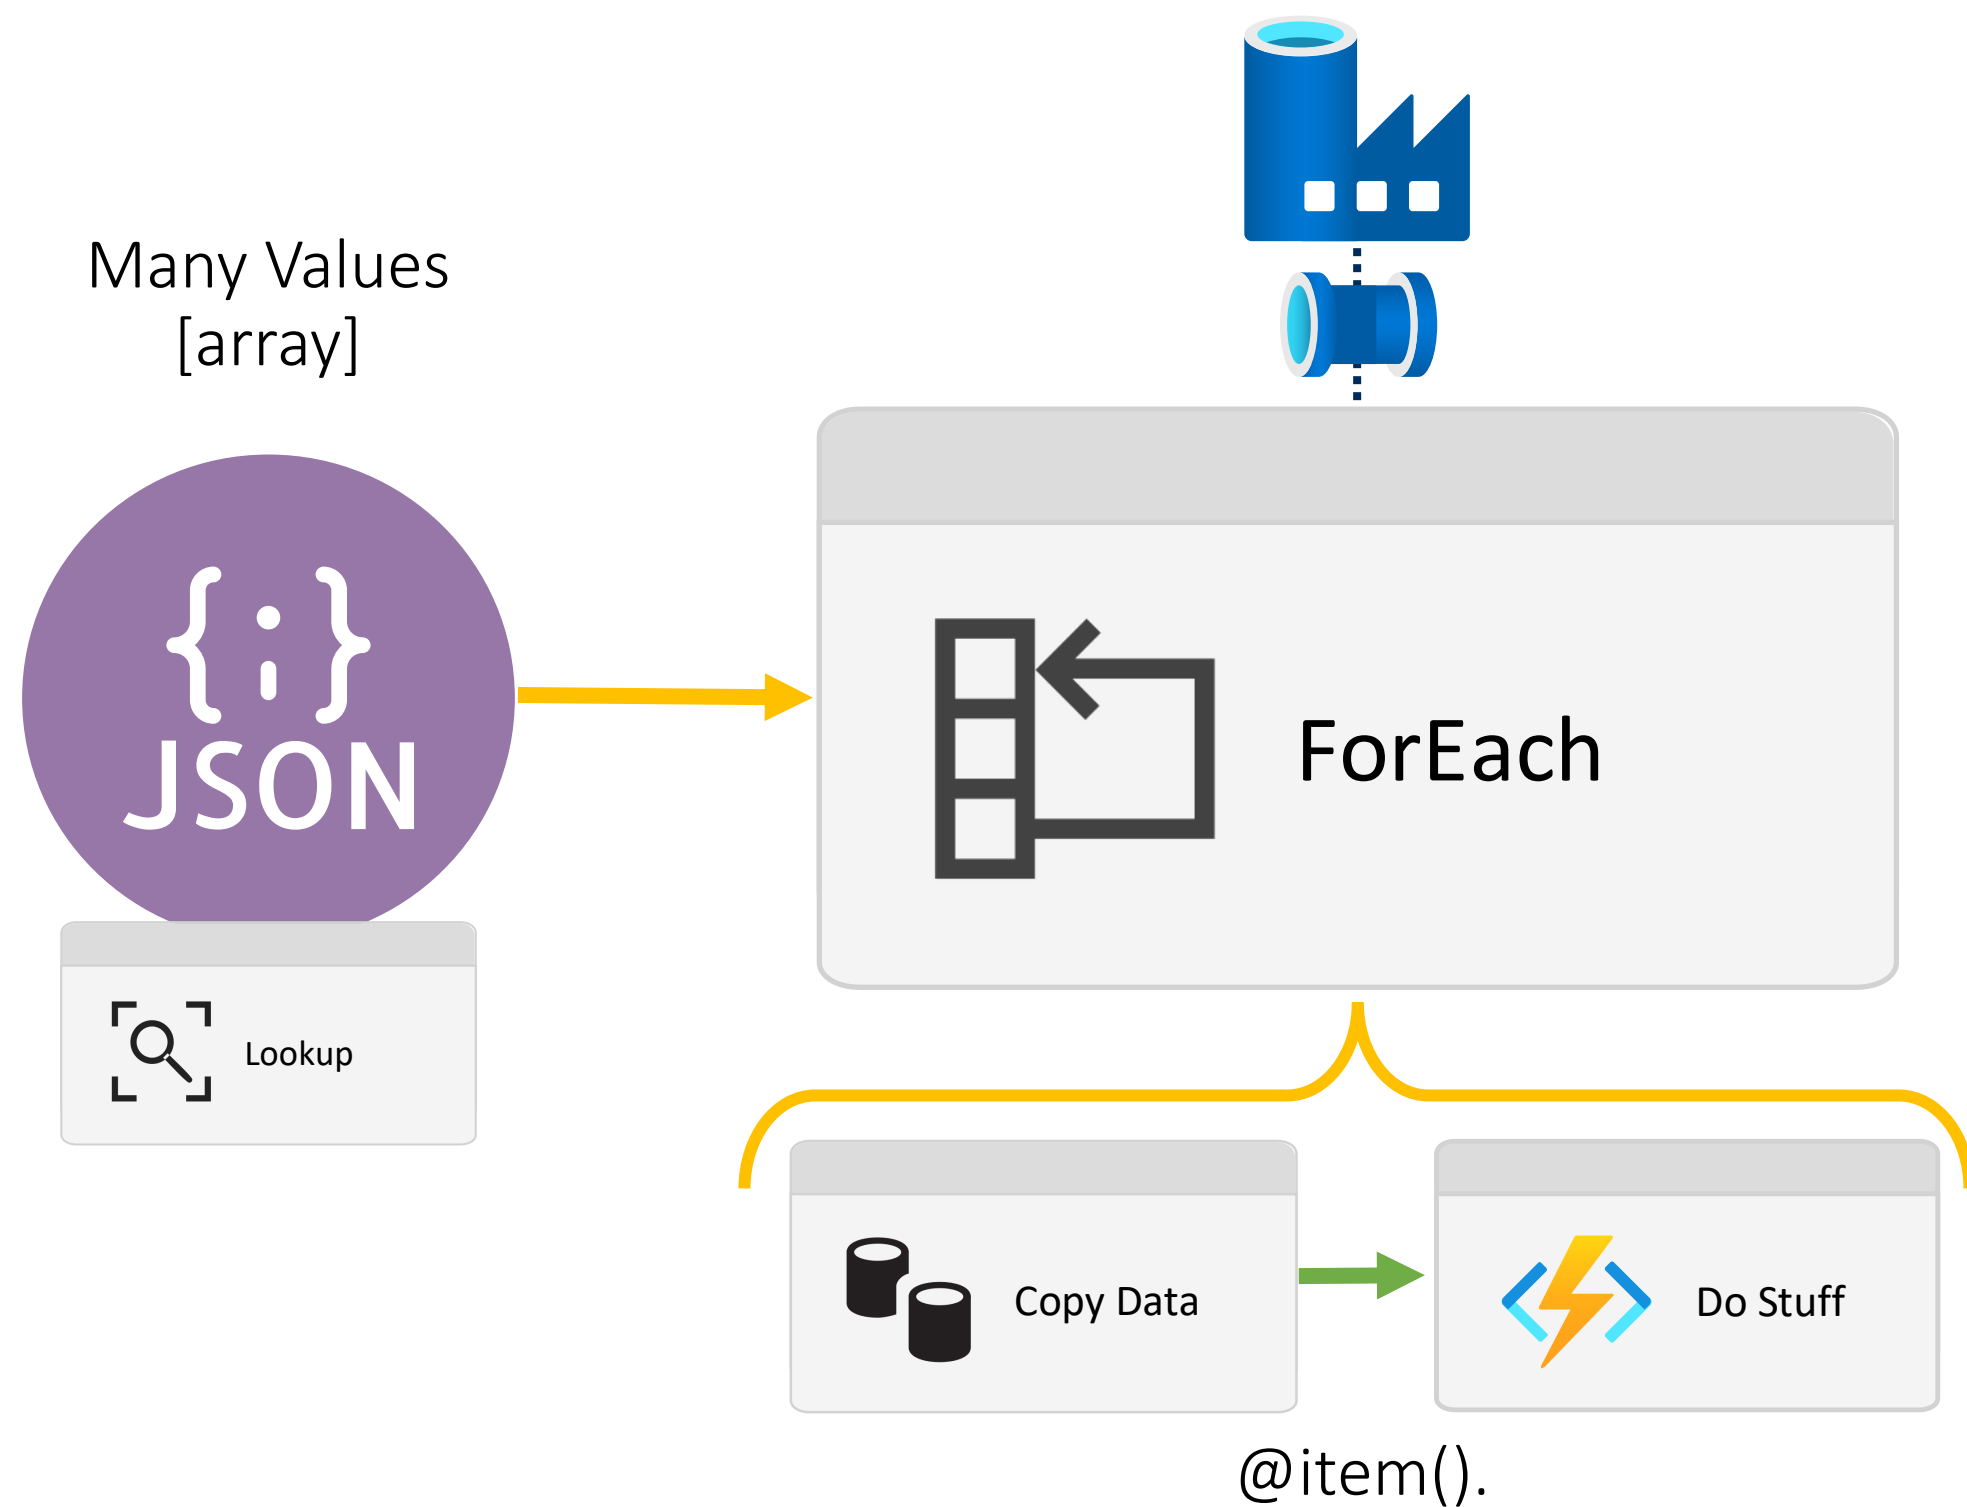 Many Values
[array]
{;}
JSON
Lookup
ForEach
Copy Data
Do Stuff
@item().